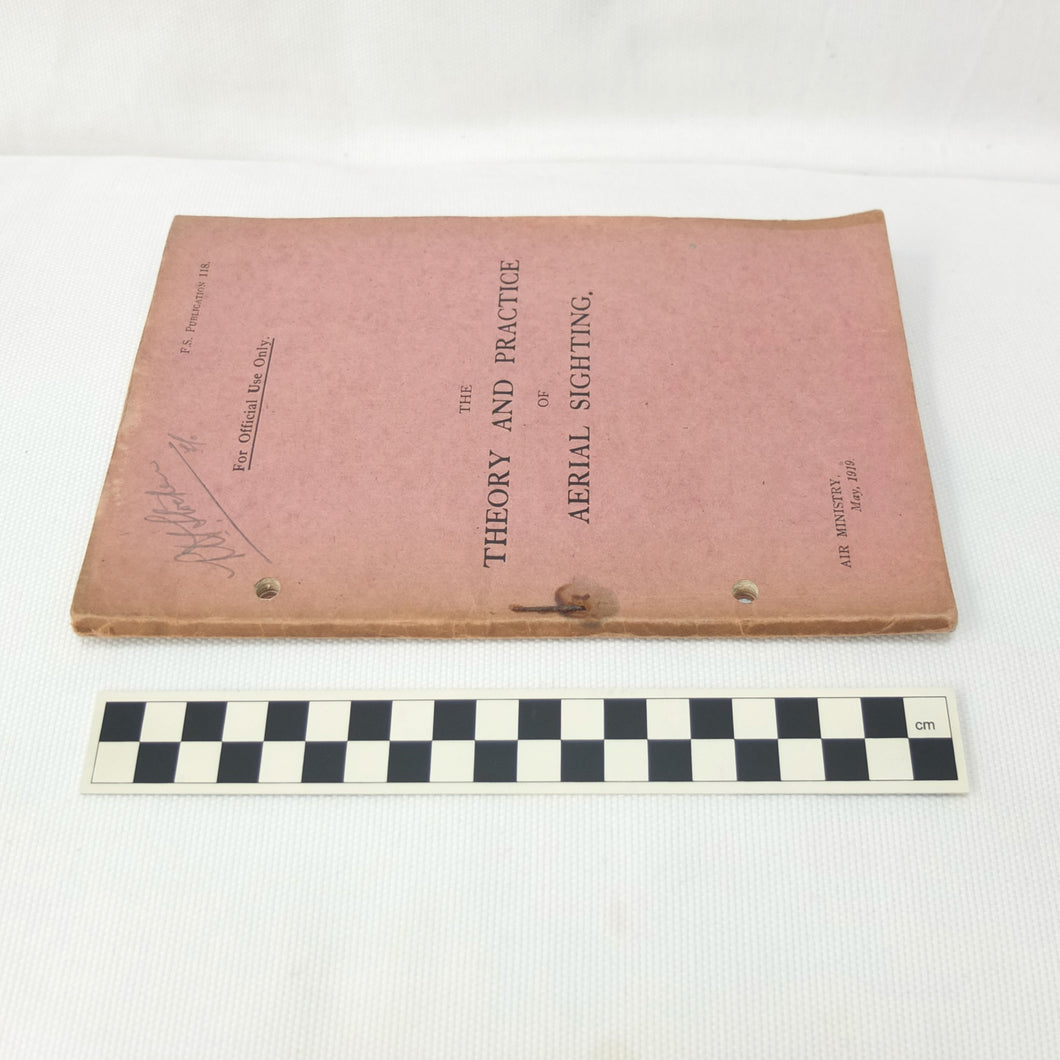 F.S. PUBLICATION 118.
For Official Use Only.
THE
THEORY AND PRACTICE
OF
AERIAL SIGHTING.
AIR MINISTRY,
May, 1919.
cm